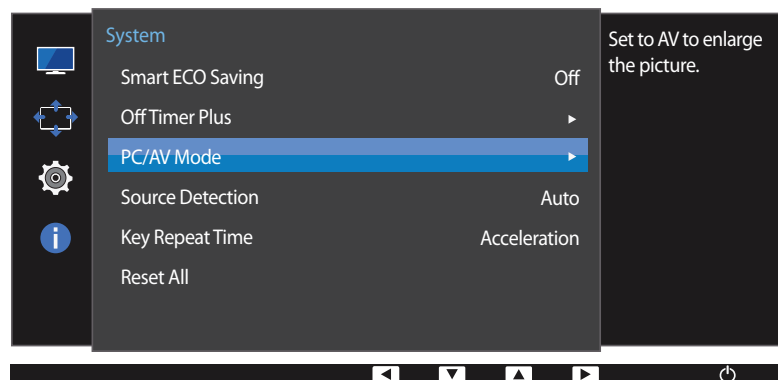 System
Smart ECO Saving Off
Off Timer Plus ►
PC/AV Mode ►
Source Detection Auto
Key Repeat Time Acceleration
Reset All
Set to AV to enlarge
the picture.